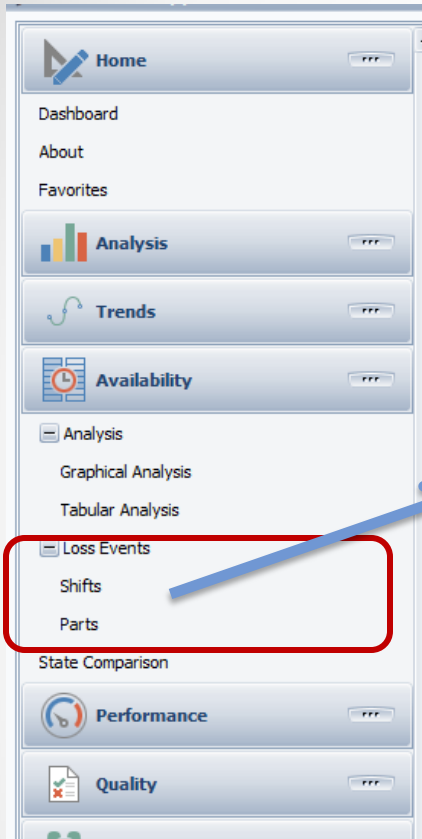 Home
Dashboard
About
Favorites
Analysis
Trends
Availability
Analysis
Graphical Analysis
Tabular Analysis
Loss Events
Shifts
Parts
State Comparison
Performance
Quality